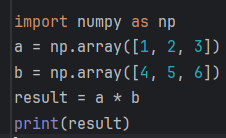 import numpy as np
a = np.array([1, 2, 3])
b = np.array([4, 5, 6])
result = a * b
print(result)